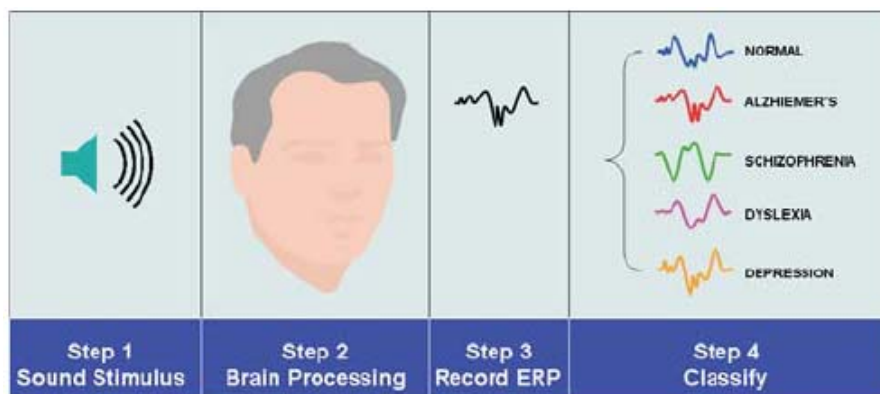 NORMAL
ALZHIEMER'S
SCHIZOPHRENIA
DYSLEXIA
DEPRESSION
Step 1
Sound Stimulus
Step 2
Brain Processing
Step 3
Record ERP
Step 4
Classify